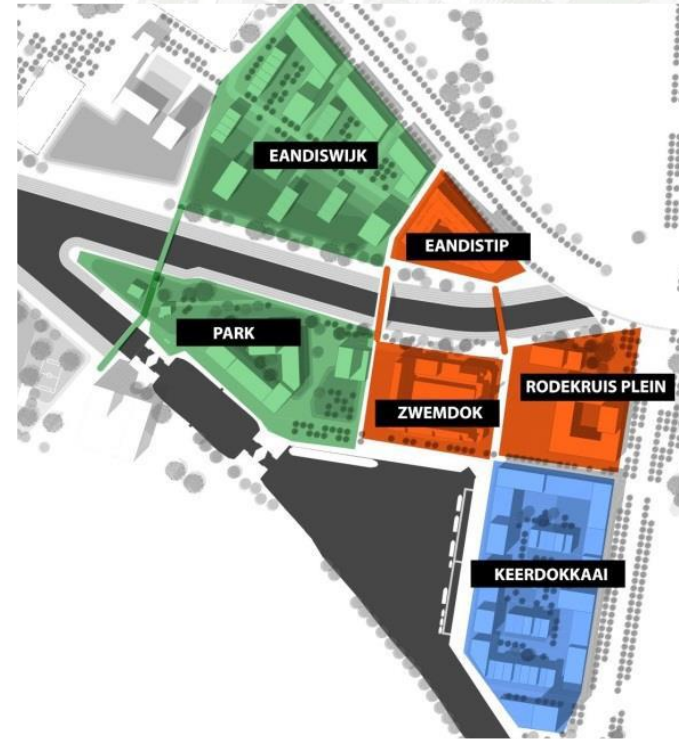 EANDISWIJK
EANDISTIP
PARK
RODEKRUIS PLEIN
ZWEMDOK
KEERDOKKAAI